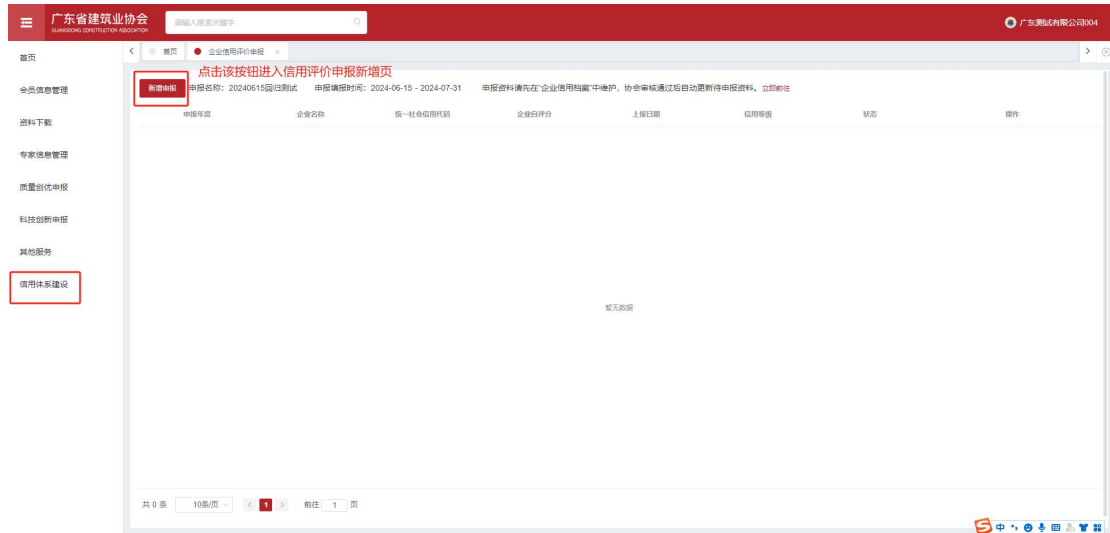 广东省建筑业协会
GUANGDONG CONSTRUCTION ASSOCIATION
请输入搜索关键字
广东测试有限公司004
首页
会员信息管理
资料下载
专家信息管理
质量创优申报
科技创新申报
其他服务
信用体系建设
首页 企业信用评价申报
点击该按钮进入信用评价申报新增页
新增申报 申报名称：20240615回归测试 申报填报时间：2024-06-15 - 2024-07-31 申报资料请先在“企业信用档案”中维护，协会审核通过后自动更新待申报资料。立即前往
申报年度 企业名称 统一社会信用代码 企业自评分 上报日期 信用等级 状态 操作
暂无数据
共 0 条 10条/页 1 前往 1 页
中